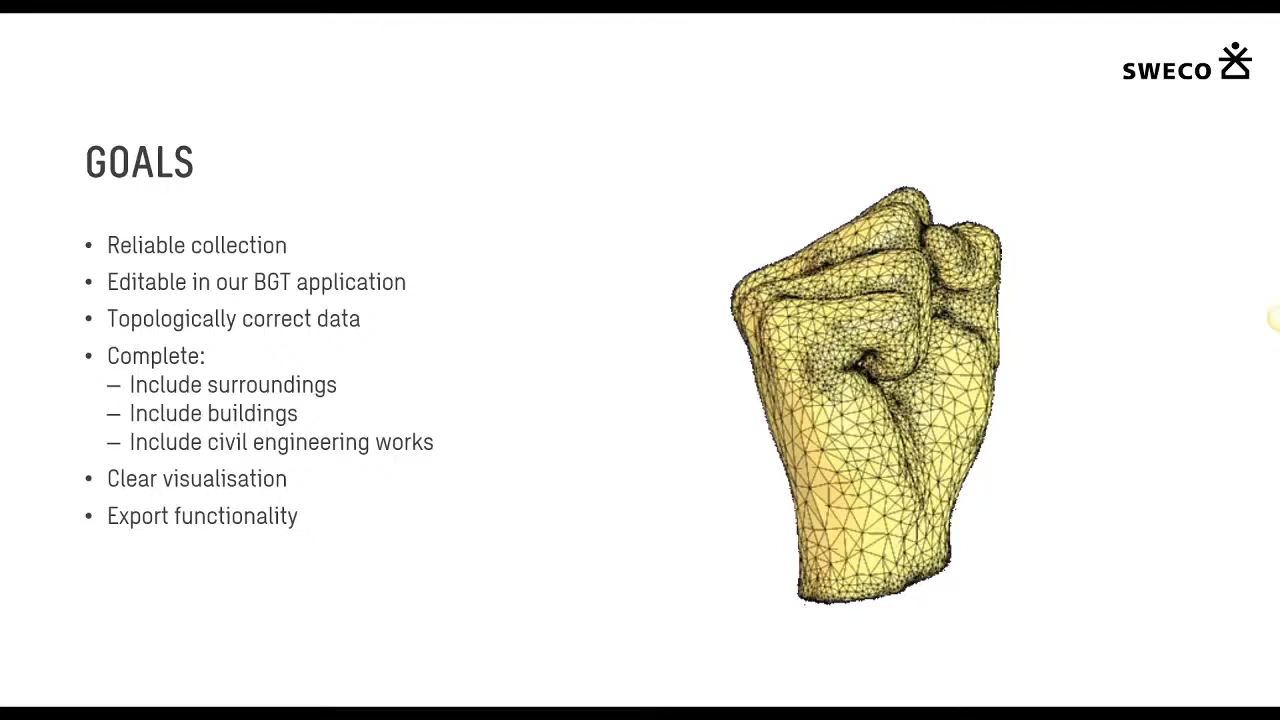 SWECO
GOALS
• Reliable collection
• Editable in our BGT application
• Topologically correct data
• Complete:
– Include surroundings
– Include buildings
– Include civil engineering works
• Clear visualisation
• Export functionality